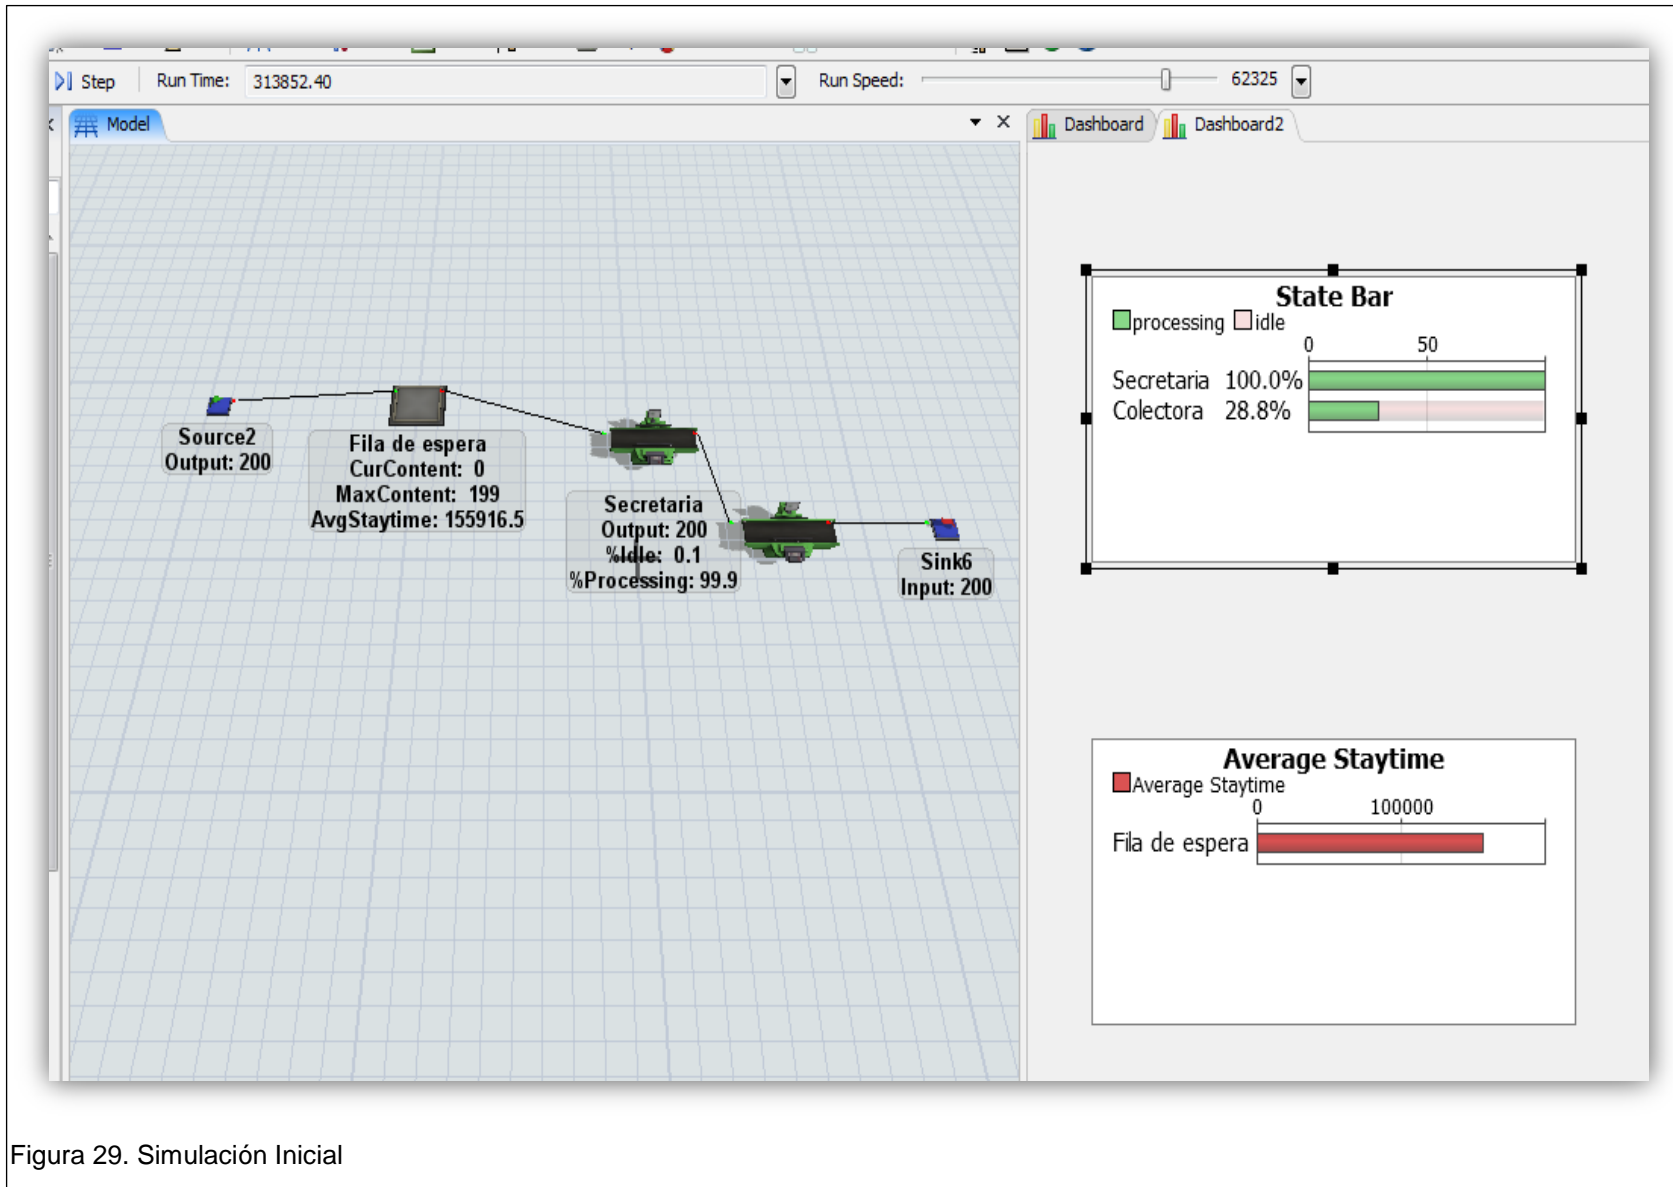 Step Run Time: 313852.40 Run Speed: 62325
Model
Dashboard Dashboard2
Source2
Output: 200
Fila de espera
CurContent: 0
MaxContent: 199
AvgStaytime: 155916.5
Secretaria
Output: 200
%Idle: 0.1
%Processing: 99.9
Sink6
Input: 200
State Bar
processing idle
0 50
Secretaria 100.0%
Colectora 28.8%
Average Staytime
Average Staytime
0 100000
Fila de espera
Figura 29. Simulación Inicial